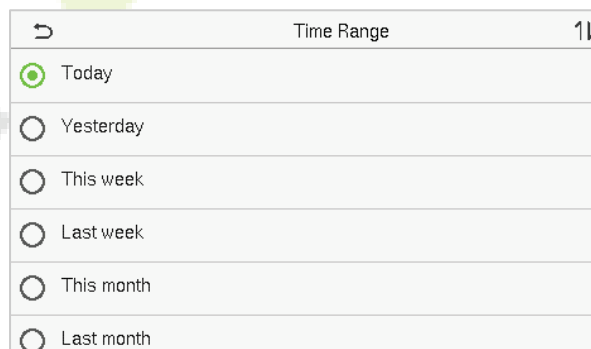 Time Range
Today
Yesterday
This week
Last week
This month
Last month